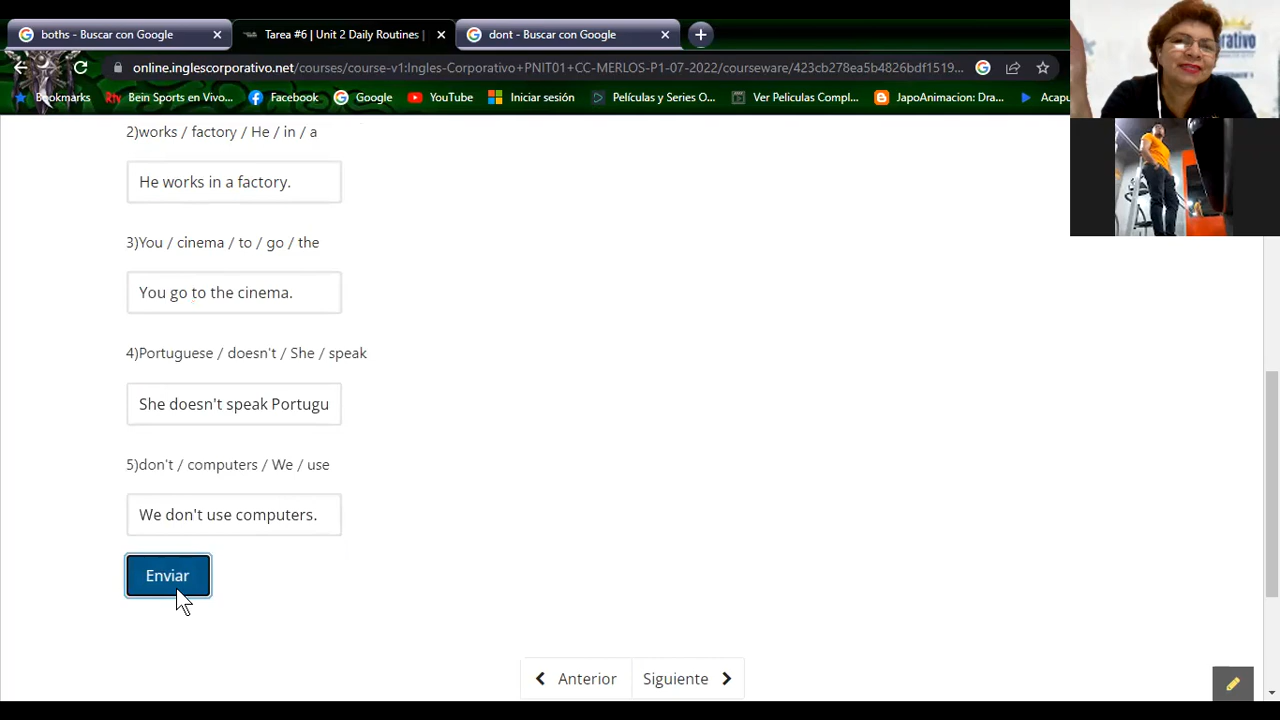 boths - Buscar con Google
Tarea #6 | Unit 2 Daily Routines |
dont - Buscar con Google
online.inglescorporativo.net/courses/course-v1:Ingles-Corporativo+PNIT01+CC-MERLOS-P1-07-2022/courseware/423cb278ea5b4826bdf1519...
Bookmarks
Bein Sports en Vivo...
Facebook
Google
YouTube
Iniciar sesión
Películas y Series O...
Ver Peliculas Complet...
JapoAnimacion: Dra...
Acapu
2)works / factory / He / in / a
He works in a factory.
3)You / cinema / to / go / the
You go to the cinema.
4)Portuguese / doesn't / She / speak
She doesn't speak Portugu
5)don't / computers / We / use
We don't use computers.
Enviar
Anterior
Siguiente